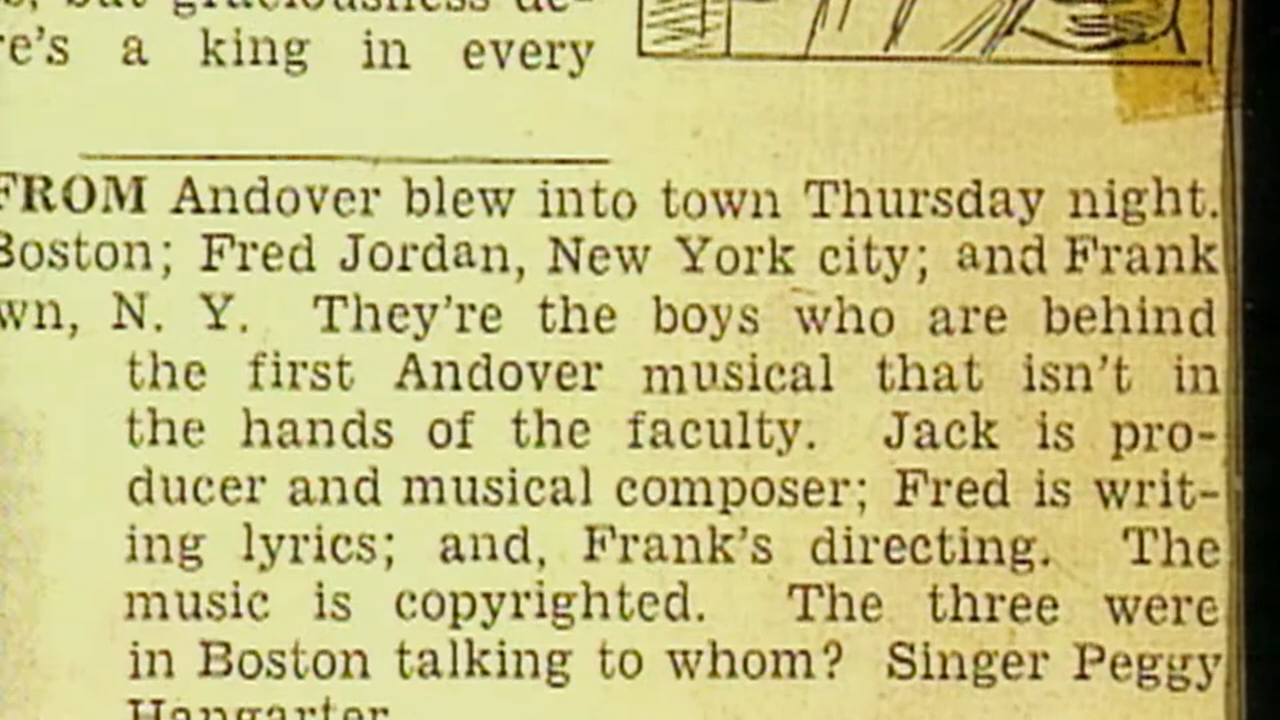 re's a king in every
FROM Andover blew into town Thursday night.
Boston; Fred Jordan, New York city; and Frank
wn, N. Y. They're the boys who are behind
the first Andover musical that isn't in
the hands of the faculty. Jack is pro-
ducer and musical composer; Fred is writ-
ing lyrics; and, Frank's directing. The
music is copyrighted. The three were
in Boston talking to whom? Singer Peggy
Hangarter